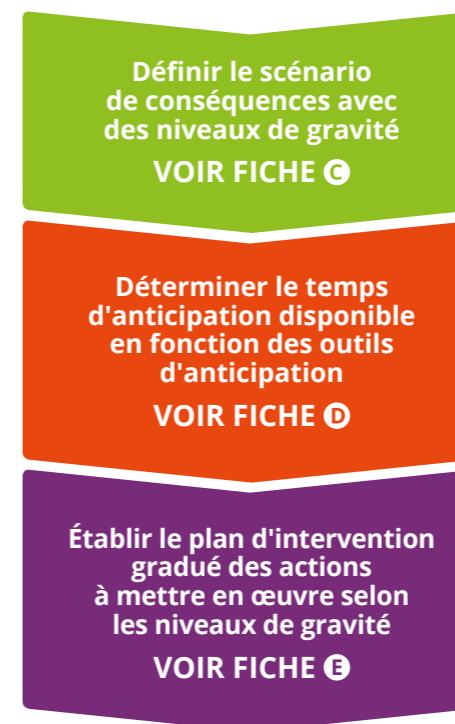 Définir le scénario
de conséquences avec
des niveaux de gravité
VOIR FICHE C
Déterminer le temps
d'anticipation disponible
en fonction des outils
d'anticipation
VOIR FICHE D
Établir le plan d'intervention
gradué des actions
à mettre en œuvre selon
les niveaux de gravité
VOIR FICHE E